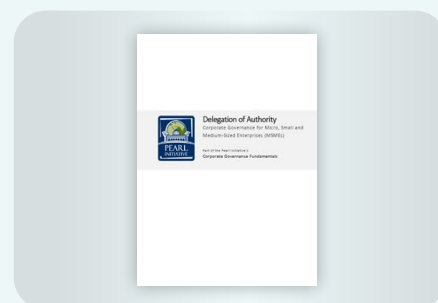 PEARL
INITIATIVE
Delegation of Authority
Corporate Governance for Micro, Small and
Medium-Sized Enterprises (MSMEs)
Part of the Pearl Initiative's
Corporate Governance Fundamentals